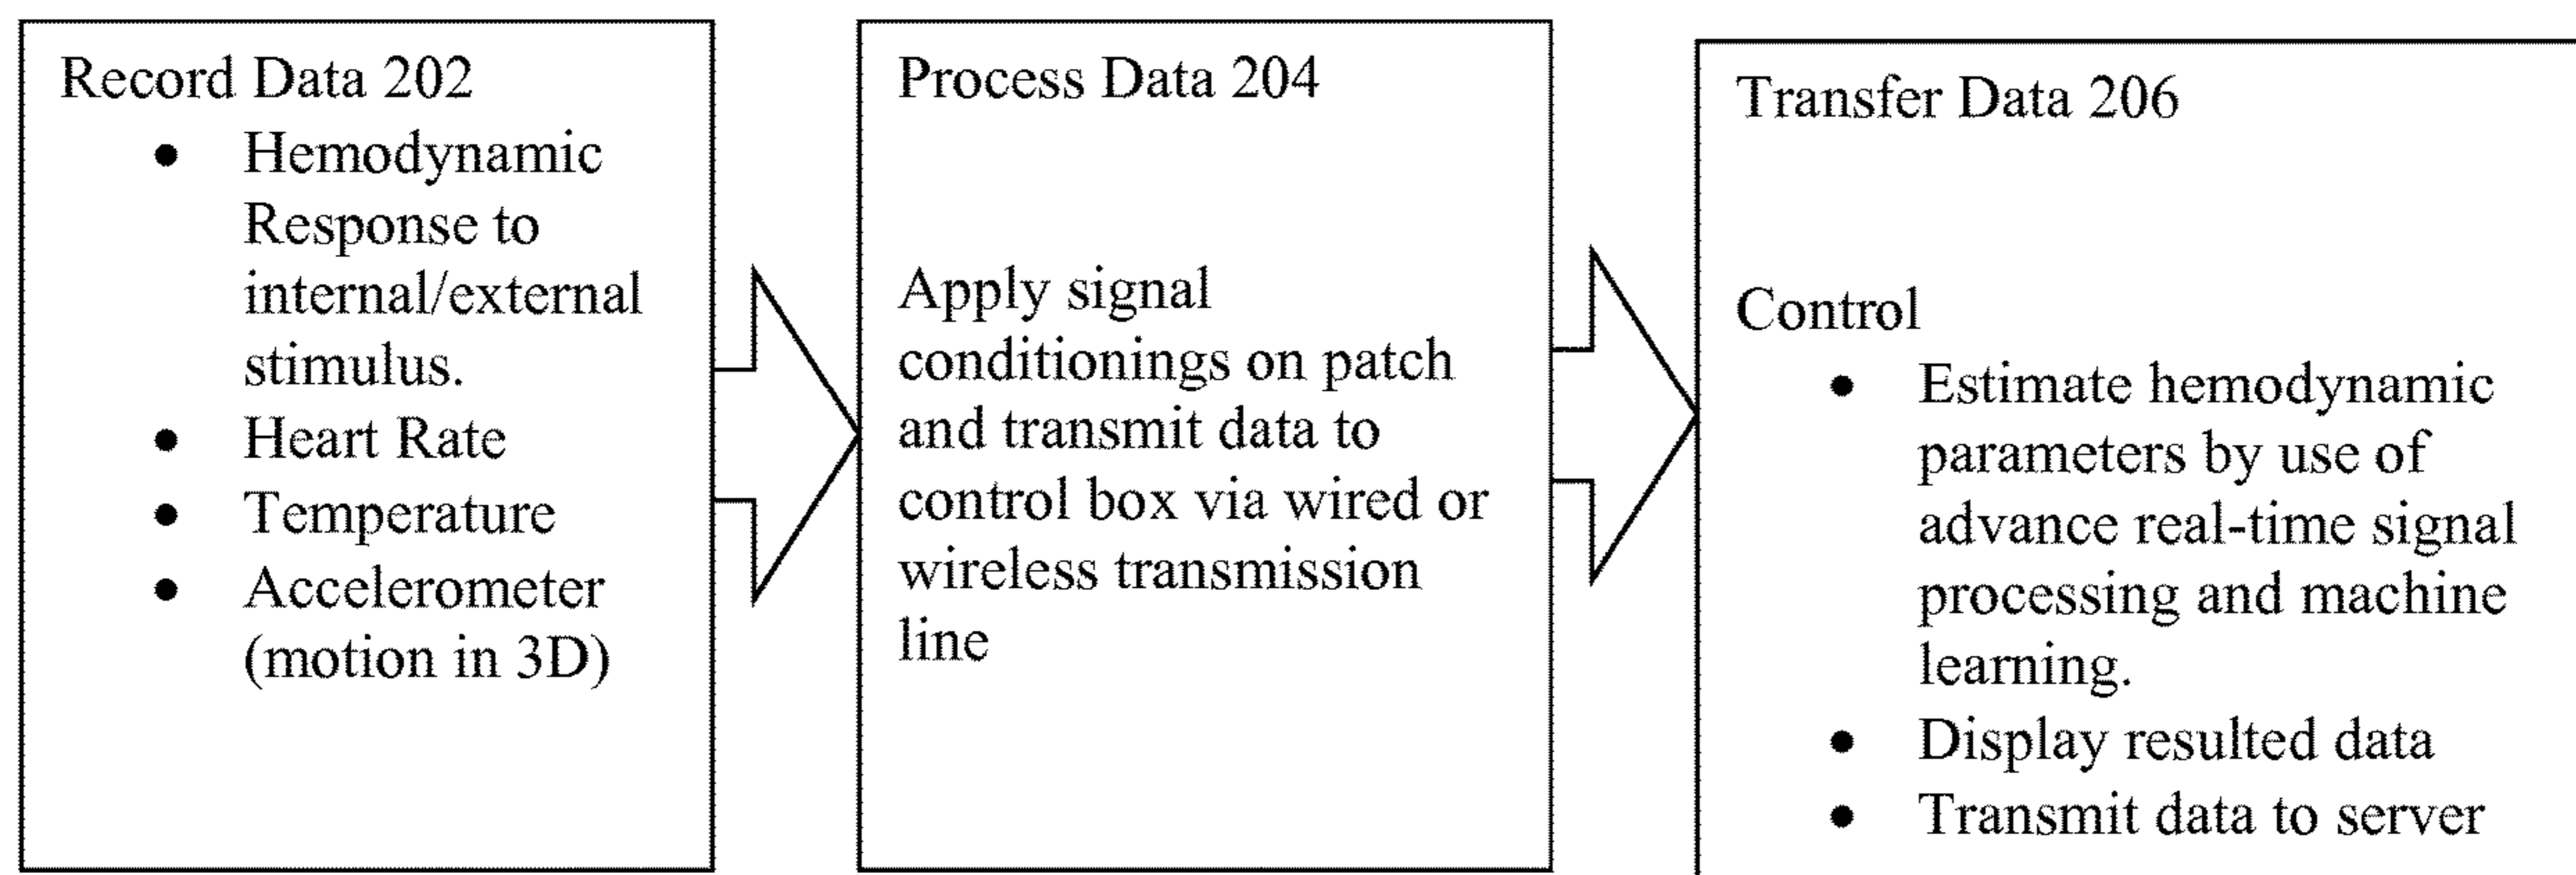 Record Data 202
● Hemodynamic
Response to
internal/external
stimulus.
● Heart Rate
● Temperature
● Accelerometer
(motion in 3D)
Process Data 204
Apply signal
conditionings on patch
and transmit data to
control box via wired or
wireless transmission
line
Transfer Data 206
Control
● Estimate hemodynamic
parameters by use of
advance real-time signal
processing and machine
learning.
● Display resulted data
● Transmit data to server